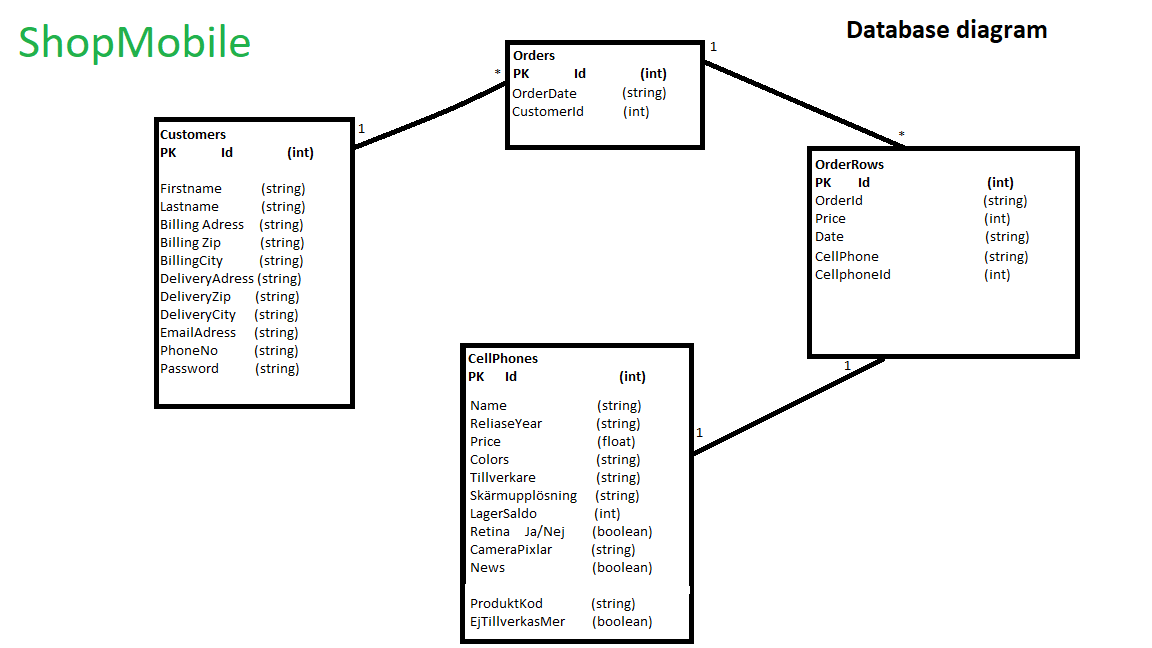 ShopMobile
Database diagram
Customers
PK Id (int)
Firstname (string)
Lastname (string)
Billing Adress (string)
Billing Zip (string)
BillingCity (string)
DeliveryAdress (string)
DeliveryZip (string)
DeliveryCity (string)
EmailAdress (string)
PhoneNo (string)
Password (string)
1
*
Orders
PK Id (int)
OrderDate (string)
CustomerId (int)
1
*
OrderRows
PK Id (int)
OrderId (string)
Price (int)
Date (string)
CellPhone (string)
CellphoneId (int)
1
1
CellPhones
PK Id (int)
Name (string)
ReliaseYear (string)
Price (float)
Colors (string)
Tillverkare (string)
Skärmupplösning (string)
LagerSaldo (int)
Retina Ja/Nej (boolean)
CameraPixlar (string)
News (boolean)
ProduktKod (string)
EjTillverkasMer (boolean)